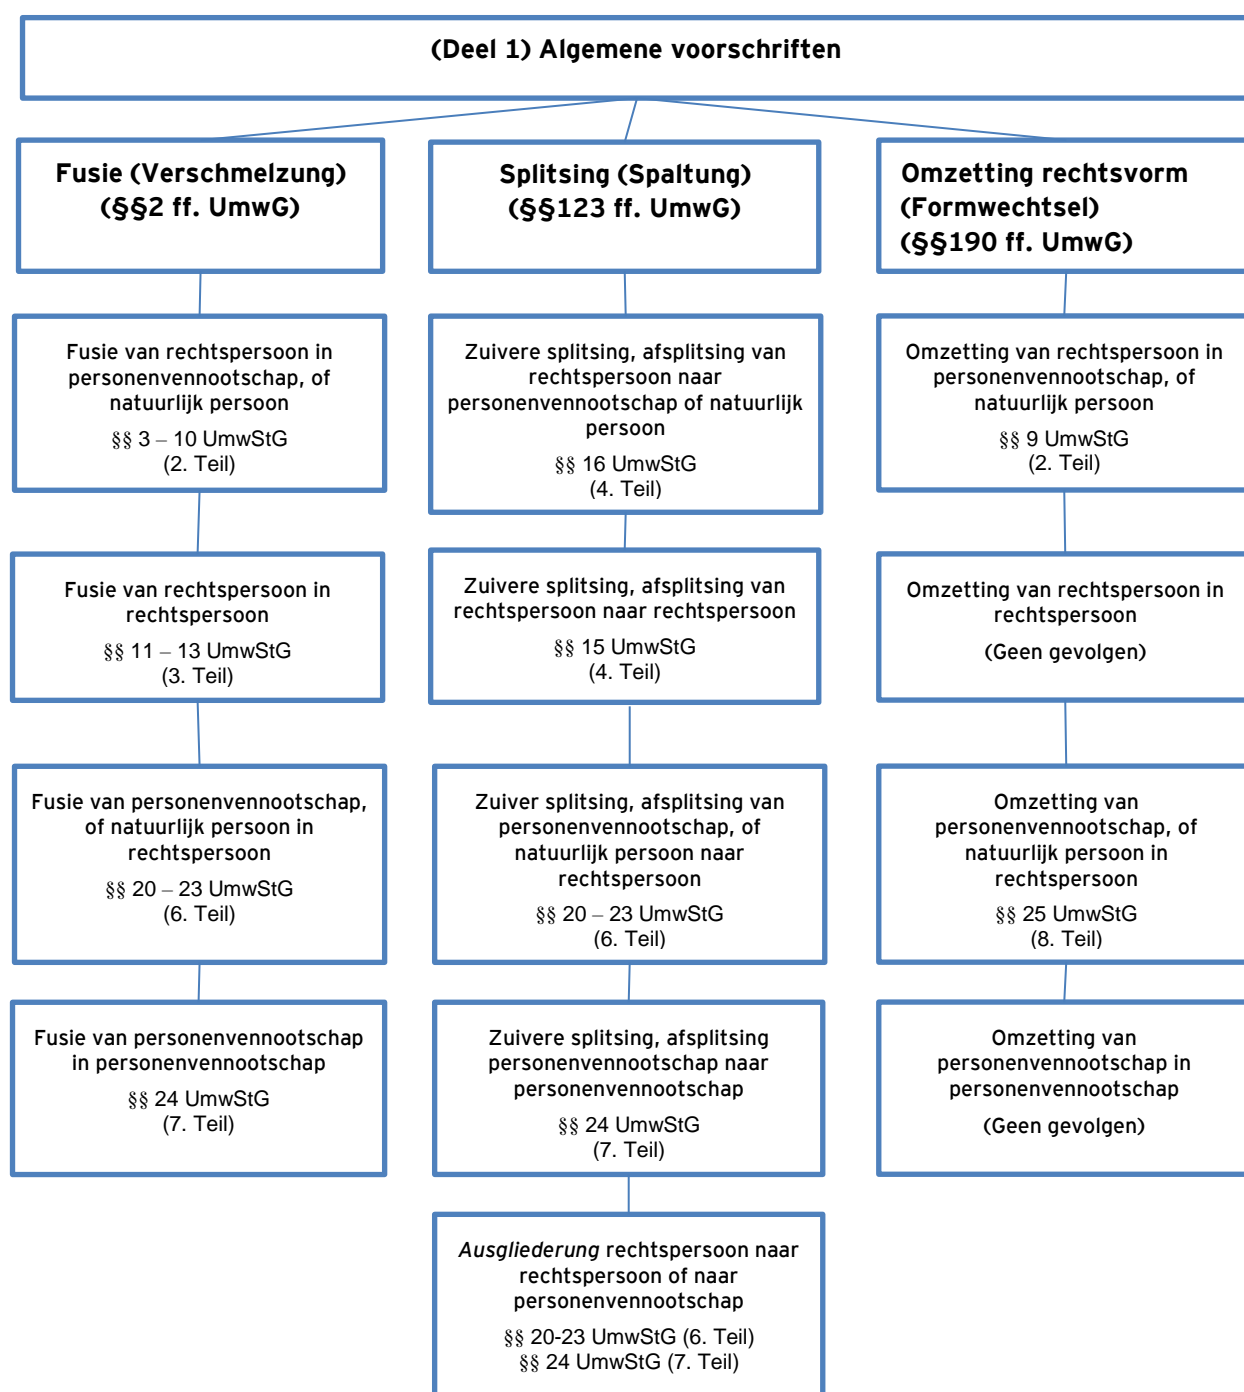 (Deel 1) Algemene voorschriften
Fusie (Verschmelzung)
(§§2 ff. UmwG)
Fusie van rechtspersoon in
personenvennootschap, of
natuurlijk persoon
§§ 3 – 10 UmwStG
(2. Teil)
Fusie van rechtspersoon in
rechtspersoon
§§ 11 – 13 UmwStG
(3. Teil)
Fusie van personenvennootschap,
of natuurlijk persoon in
rechtspersoon
§§ 20 – 23 UmwStG
(6. Teil)
Fusie van personenvennootschap
in personenvennootschap
§§ 24 UmwStG
(7. Teil)
Splitsing (Spaltung)
(§§123 ff. UmwG)
Zuivere splitsing, afsplitsing van
rechtspersoon naar
personenvennootschap of natuurlijk
persoon
§§ 16 UmwStG
(4. Teil)
Zuivere splitsing, afsplitsing van
rechtspersoon naar rechtspersoon
§§ 15 UmwStG
(4. Teil)
Zuiver splitsing, afsplitsing van
personenvennootschap, of
natuurlijk persoon naar
rechtspersoon
§§ 20 – 23 UmwStG
(6. Teil)
Zuivere splitsing, afsplitsing
personenvennootschap naar
personenvennootschap
§§ 24 UmwStG
(7. Teil)
Ausgliederung rechtspersoon naar
rechtspersoon of naar
personenvennootschap
§§ 20-23 UmwStG (6. Teil)
§§ 24 UmwStG (7. Teil)
Omzetting rechtsvorm
(Formwechtsel)
(§§190 ff. UmwG)
Omzetting van rechtspersoon in
personenvennootschap, of
natuurlijk persoon
§§ 9 UmwStG
(2. Teil)
Omzetting van rechtspersoon in
rechtspersoon
(Geen gevolgen)
Omzetting van
personenvennootschap, of
natuurlijk persoon in
rechtspersoon
§§ 25 UmwStG
(8. Teil)
Omzetting van
personenvennootschap in
personenvennootschap
(Geen gevolgen)